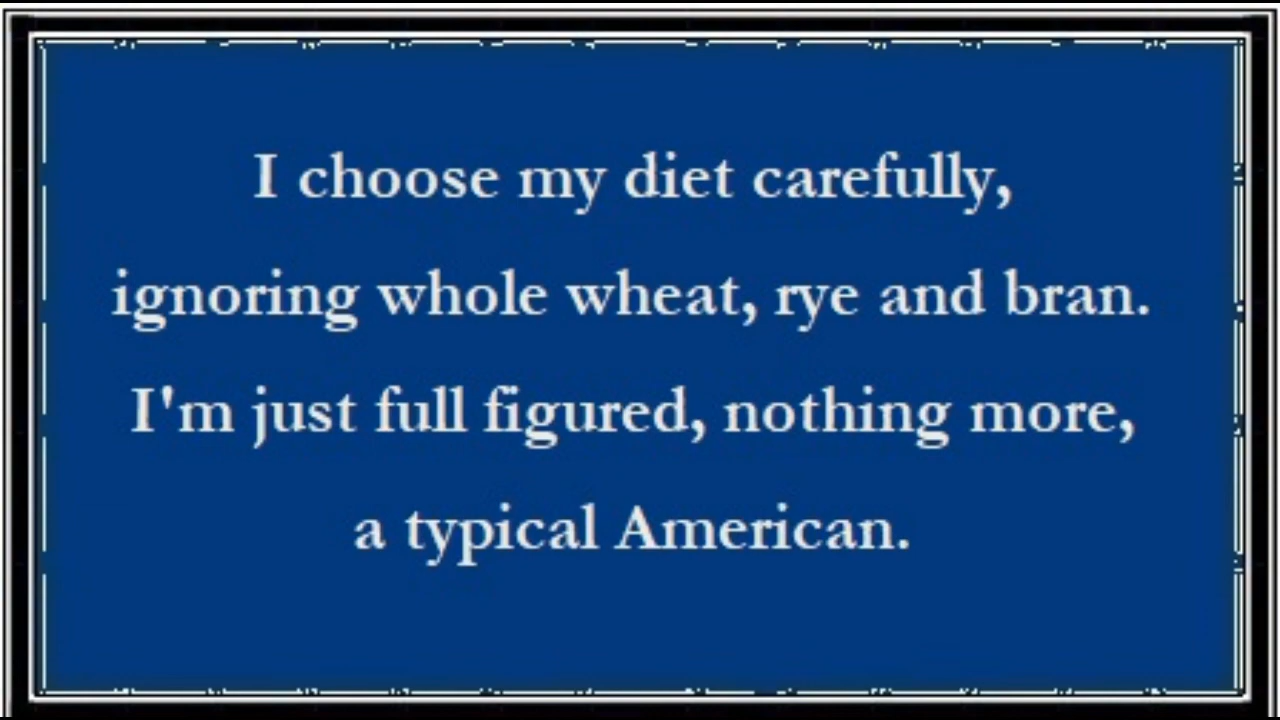 I choose my diet carefully,
ignoring whole wheat, rye and bran.
I'm just full figured, nothing more,
a typical American.